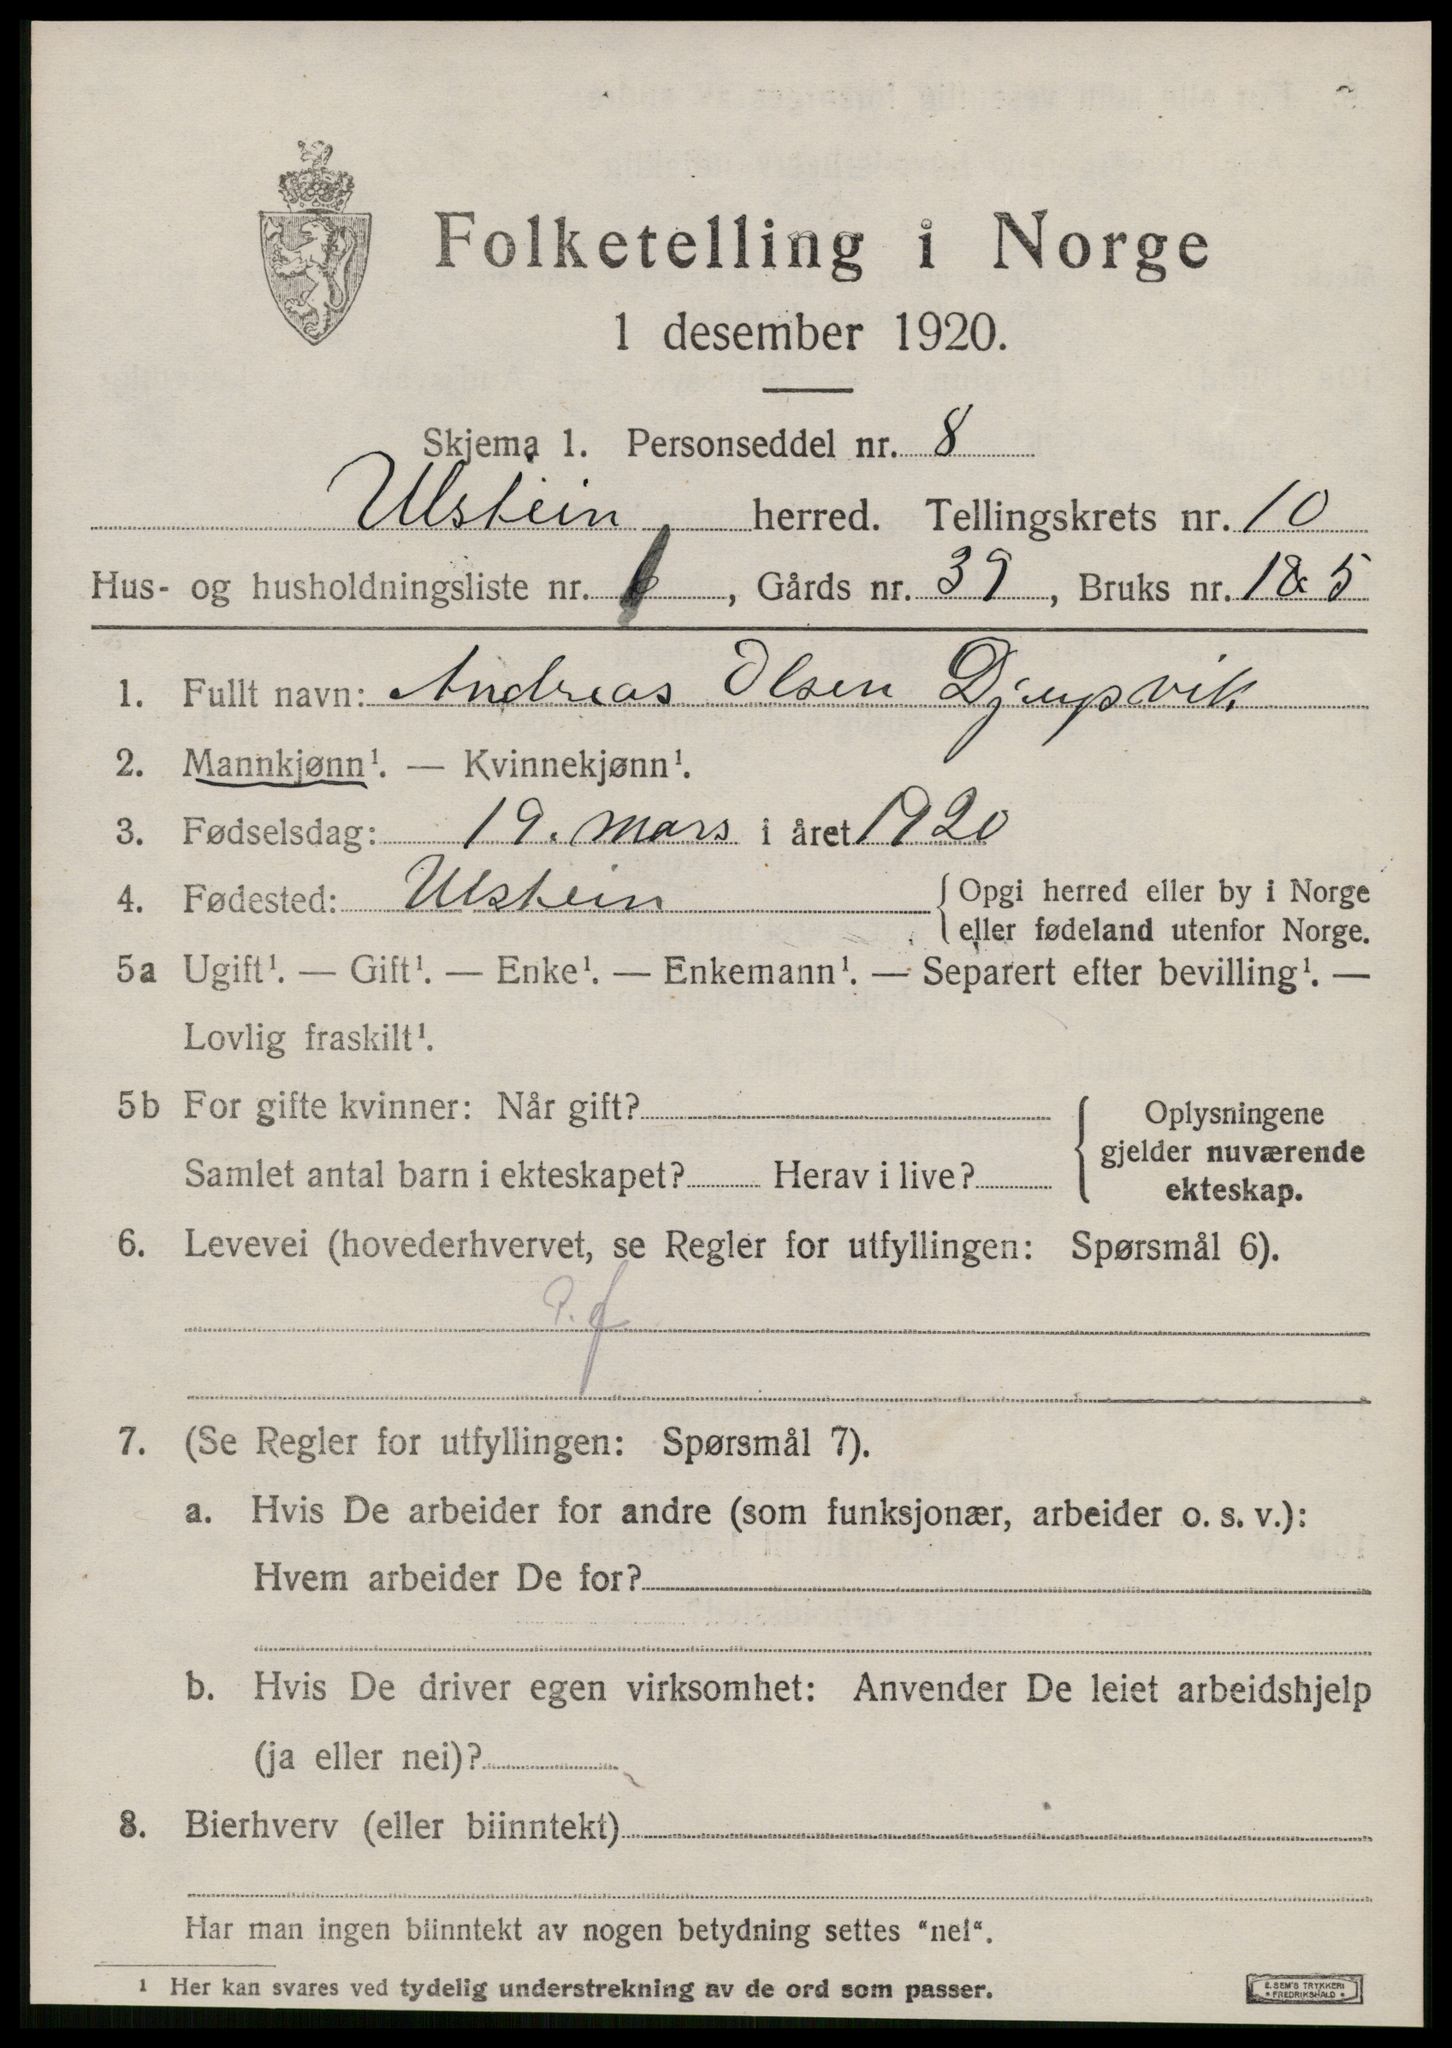 Folketelling i Norge
1 desember 1920.
Skjema 1. Personseddel nr. 8
Ulstein herred. Tellingskrets nr. 10
Hus- og husholdningsliste nr. , Gårds nr. 39, Bruks nr. 1&5
1. Fullt navn: Andreas Olsen Djupvik
2. Mannkjønn¹. — Kvinnekjønn¹.
3. Fødselsdag: 19. mars i året 1920
4. Fødested: Ulstein { Opgi herred eller by i Norge
eller fødeland utenfor Norge.
5a Ugift¹. — Gift¹. — Enke¹. — Enkemann¹. — Separert efter bevilling¹. —
Lovlig fraskilt¹.
5b For gifte kvinner: Når gift?
Samlet antal barn i ekteskapet? Herav i live?
{ Oplysningene
gjelder nuværende
ekteskap.
6. Levevei (hovederhvervet, se Regler for utfyllingen: Spørsmål 6).
7. (Se Regler for utfyllingen: Spørsmål 7).
a. Hvis De arbeider for andre (som funksjonær, arbeider o. s. v.):
Hvem arbeider De for?
b. Hvis De driver egen virksomhet: Anvender De leiet arbeidshjelp
(ja eller nei)?
8. Bierhverv (eller biinntekt)
Har man ingen biinntekt av nogen betydning settes "nei".
¹ Her kan svares ved tydelig understrekning av de ord som passer.
E. SEM'S TRYKKERI
• FREDRIKSHALD •